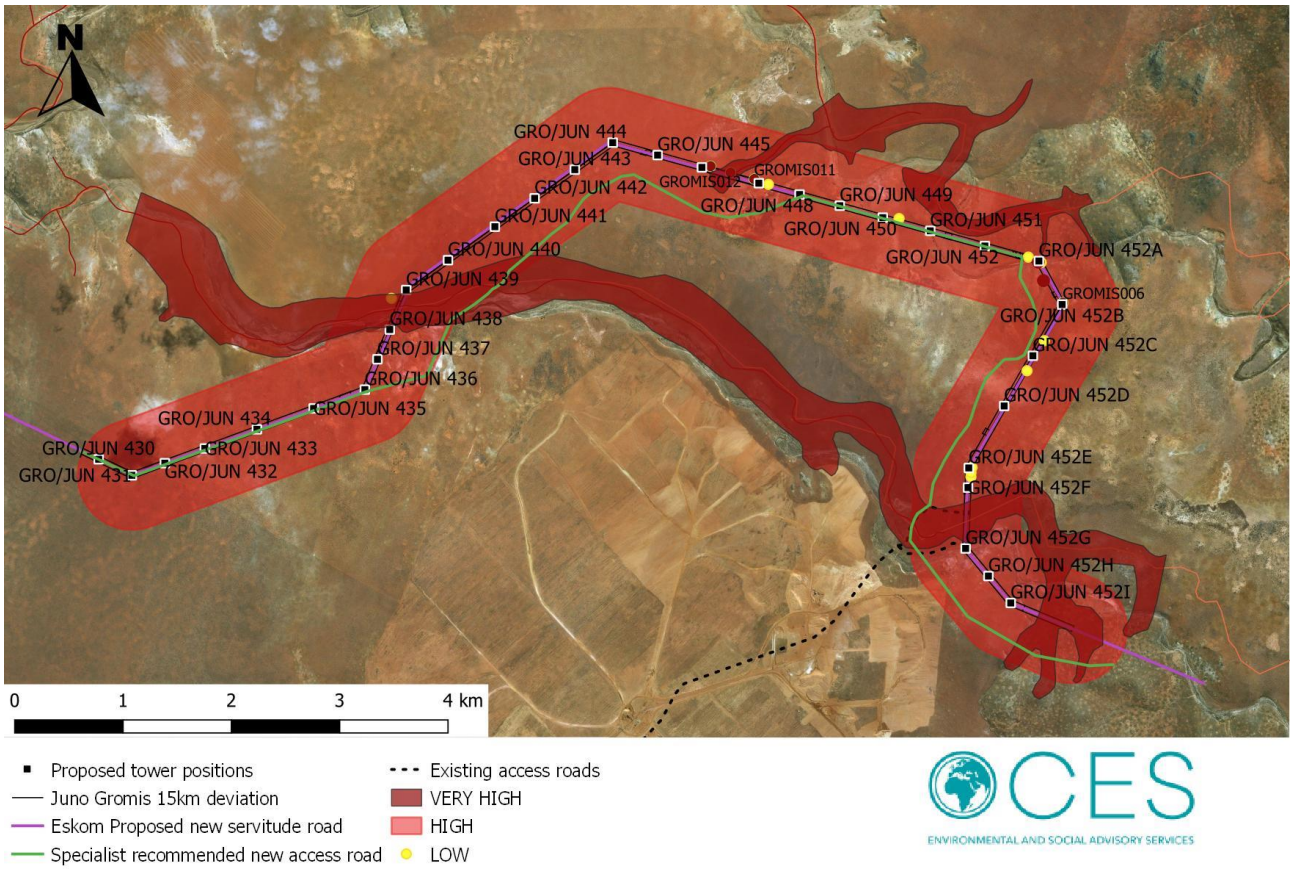 N
GRO/JUN 444
GRO/JUN 445
GRO/JUN 443
GROMIS011
GROMIS012
GRO/JUN 442
GRO/JUN 448
GRO/JUN 449
GRO/JUN 441
GRO/JUN 450
GRO/JUN 451
GRO/JUN 440
GRO/JUN 452
GRO/JUN 452A
GRO/JUN 439
GROMIS006
GRO/JUN 452B
GRO/JUN 438
GRO/JUN 437
GRO/JUN 452C
GRO/JUN 436
GRO/JUN 452D
GRO/JUN 435
GRO/JUN 434
GRO/JUN 433
GRO/JUN 430
GRO/JUN 432
GRO/JUN 431
GRO/JUN 452E
GRO/JUN 452F
GRO/JUN 452G
GRO/JUN 452H
GRO/JUN 452I
0 1 2 3 4 km
Proposed tower positions
Juno Gromis 15km deviation
Eskom Proposed new servitude road
Specialist recommended new access road
Existing access roads
VERY HIGH
HIGH
LOW
CES
ENVIRONMENTAL AND SOCIAL ADVISORY SERVICES